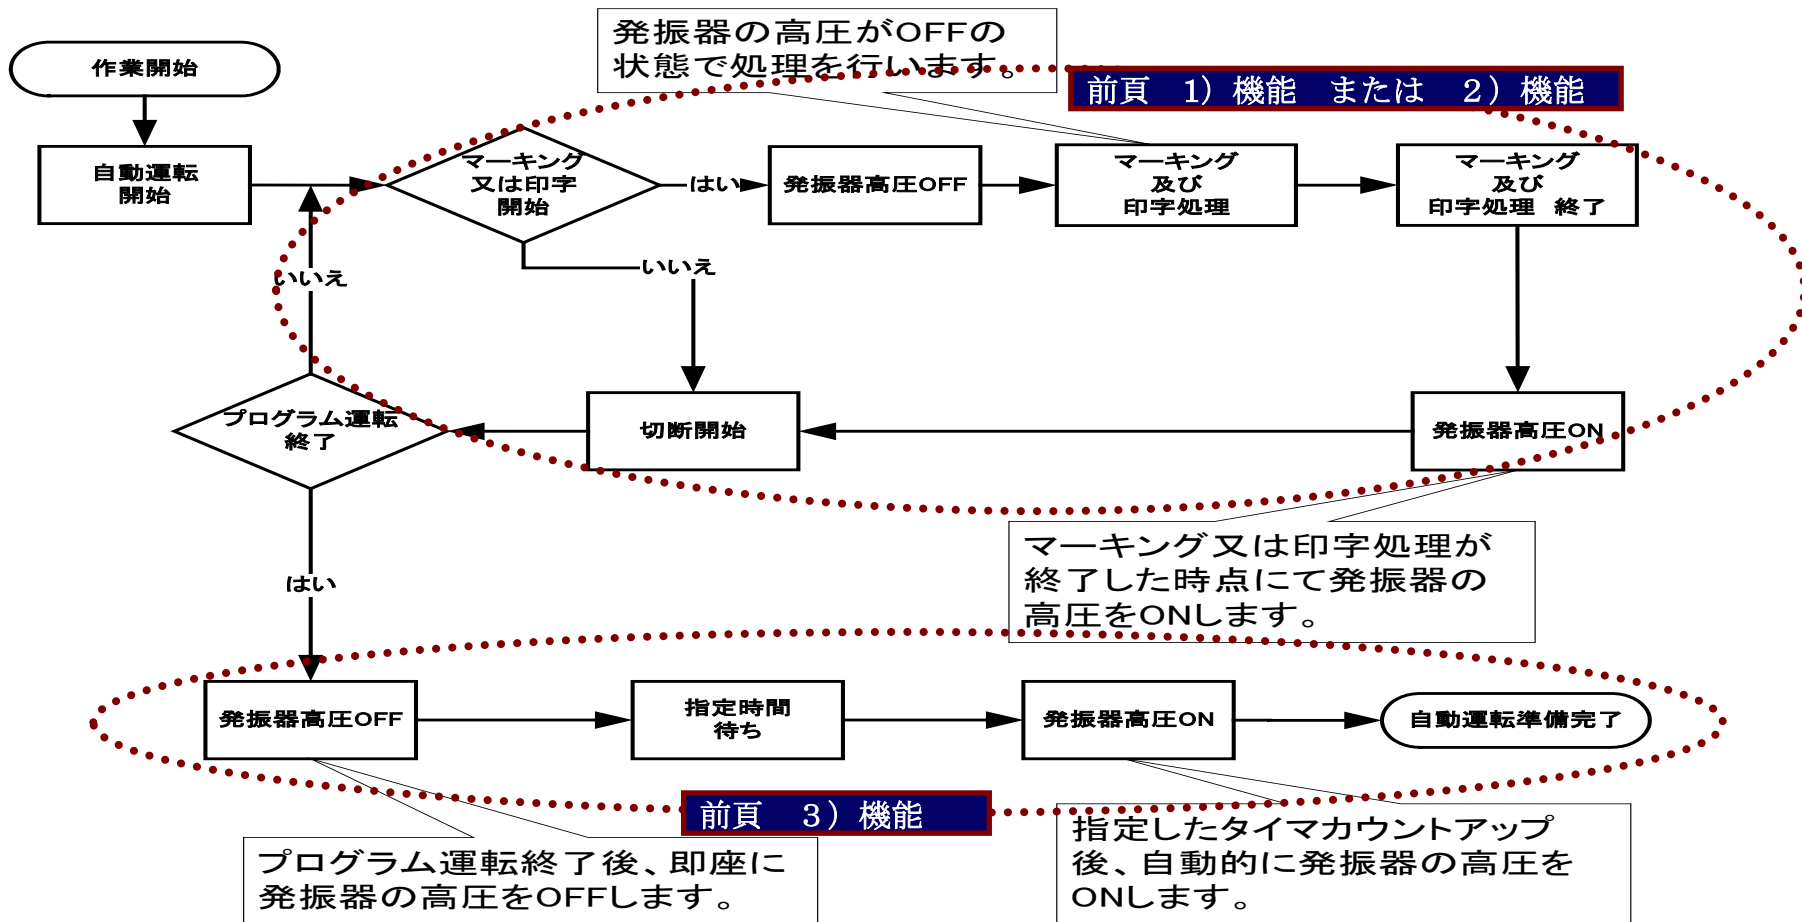 発振器の高圧がOFFの
状態で処理を行います。
前頁　1）機能　または　２）機能
作業開始
自動運転
開始
マーキング
又は印字
開始
はい
発振器高圧OFF
マーキング
及び
印字処理
マーキング
及び
印字処理　終了
いいえ
いいえ
プログラム運転
終了
切断開始
発振器高圧ON
マーキング又は印字処理が
終了した時点にて発振器の
高圧をONします。
はい
発振器高圧OFF
指定時間
待ち
発振器高圧ON
自動運転準備完了
前頁　３）機能
プログラム運転終了後、即座に
発振器の高圧をOFFします。
指定したタイマカウントアップ
後、自動的に発振器の高圧を
ONします。